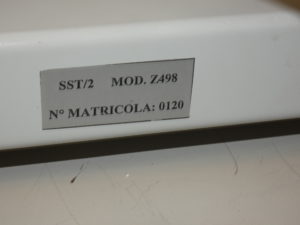 SST/2 MOD. Z498
N° MATRICOLA: 0120